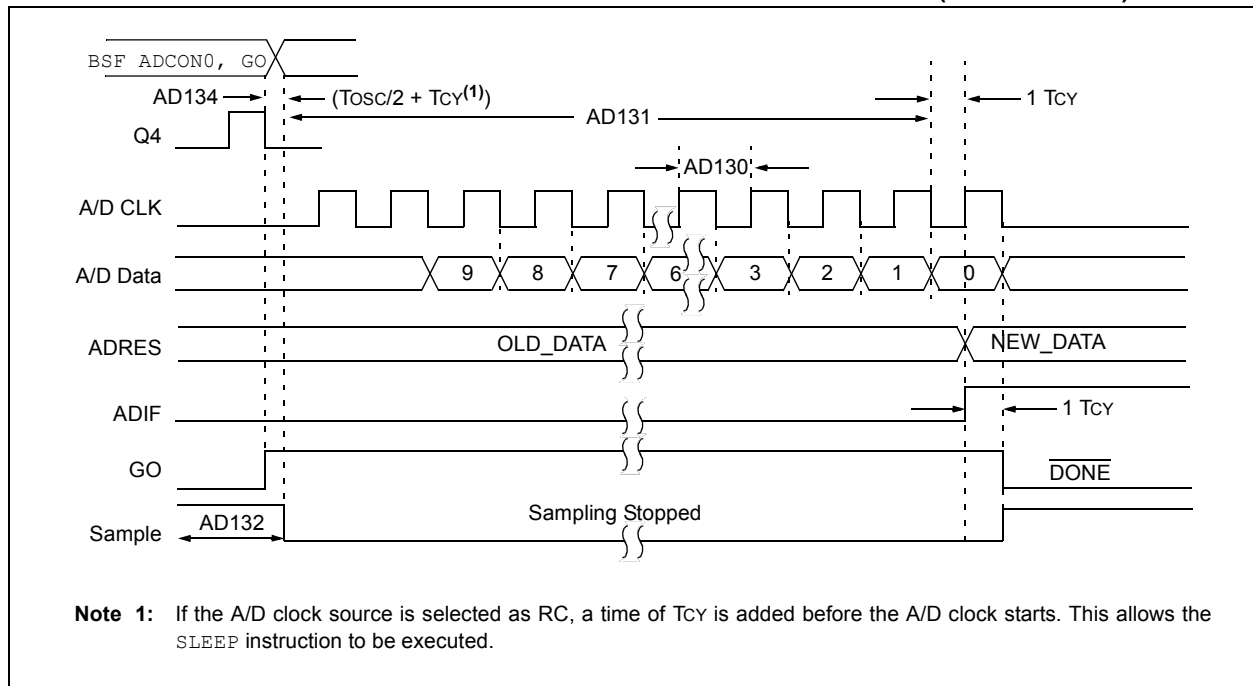 BSF ADCON0, GO
AD134
(TOSC/2 + TCY(1))
1 TCY
AD131
Q4
AD130
A/D CLK
A/D Data
9 8 7 6 3 2 1 0
ADRES
OLD_DATA
NEW_DATA
ADIF
1 TCY
GO
DONE
Sample
AD132
Sampling Stopped
Note 1: If the A/D clock source is selected as RC, a time of TCY is added before the A/D clock starts. This allows the
SLEEP instruction to be executed.